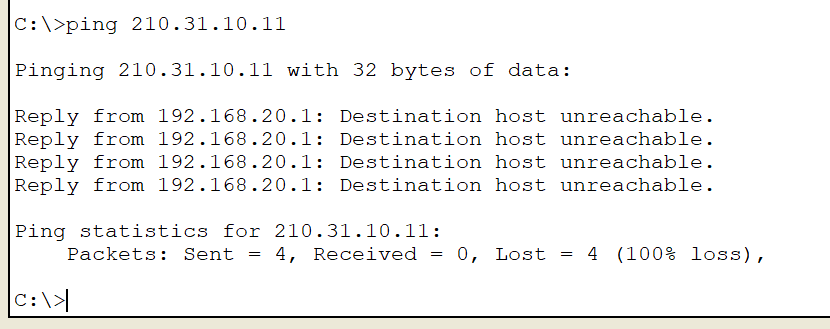 C:\>ping 210.31.10.11
Pinging 210.31.10.11 with 32 bytes of data:
Reply from 192.168.20.1: Destination host unreachable.
Reply from 192.168.20.1: Destination host unreachable.
Reply from 192.168.20.1: Destination host unreachable.
Reply from 192.168.20.1: Destination host unreachable.
Ping statistics for 210.31.10.11:
    Packets: Sent = 4, Received = 0, Lost = 4 (100% loss),
C:\>